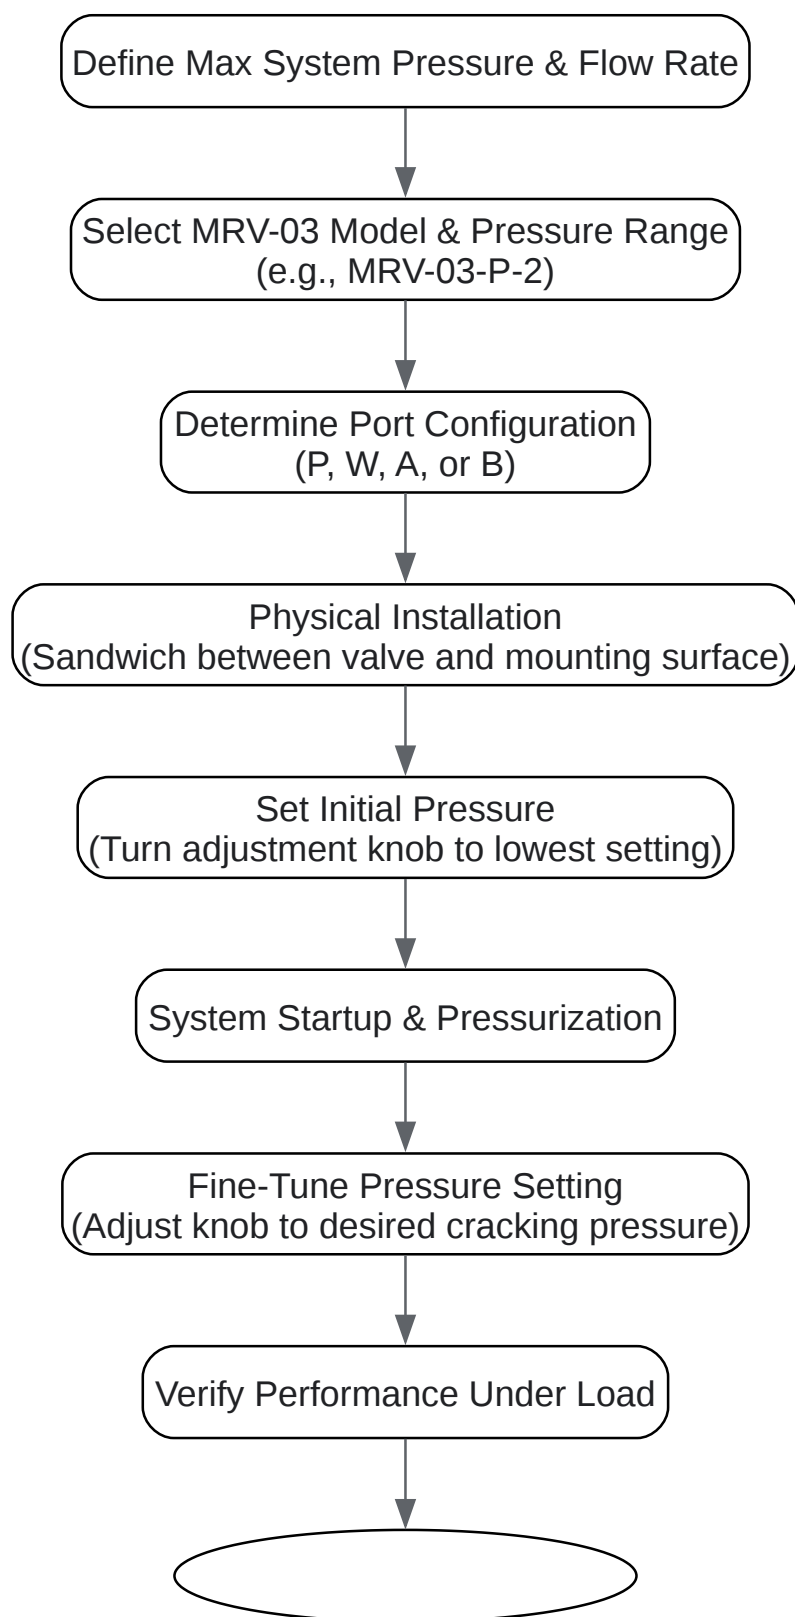 Define Max System Pressure & Flow Rate
Select MRV-03 Model & Pressure Range
(e.g., MRV-03-P-2)
Determine Port Configuration
(P, W, A, or B)
Physical Installation
(Sandwich between valve and mounting surface)
Set Initial Pressure
(Turn adjustment knob to lowest setting)
System Startup & Pressurization
Fine-Tune Pressure Setting
(Adjust knob to desired cracking pressure)
Verify Performance Under Load